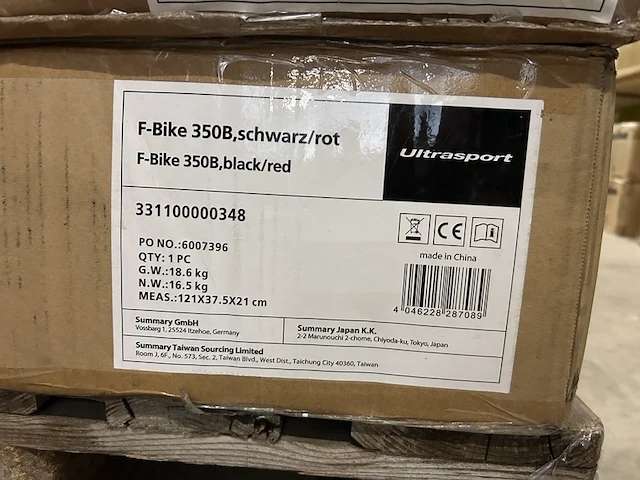 F-Bike 350B,schwarz/rot
F-Bike 350B,black/red
Ultrasport
331100000348
PO NO.:6007396
QTY: 1 PC
G.W.:18.6 kg
N.W.:16.5 kg
MEAS.:121X37.5X21 cm
CE
made in China
4 046228 287089
Summary GmbH
Vossbarg 1, 25524 Itzehoe, Germany
Summary Japan K.K.
2-2 Marunouchi 2-chome, Chiyoda-ku, Tokyo, Japan
Summary Taiwan Sourcing Limited
Room J, 6F., No. 573, Sec. 2, Taiwan Blvd., West Dist., Taichung City 40360, Taiwan